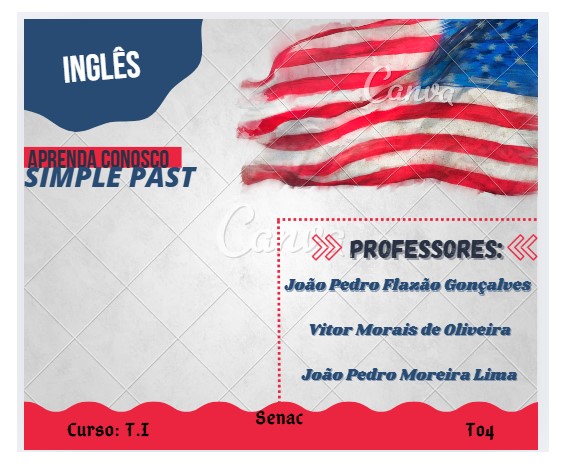 INGLÊS
Canva
APRENDA CONOSCO
SIMPLE PAST
Canva
PROFESSORES:
João Pedro Flazão Gonçalves
Vitor Morais de Oliveira
João Pedro Moreira Lima
Senac
Curso: T.I
T04